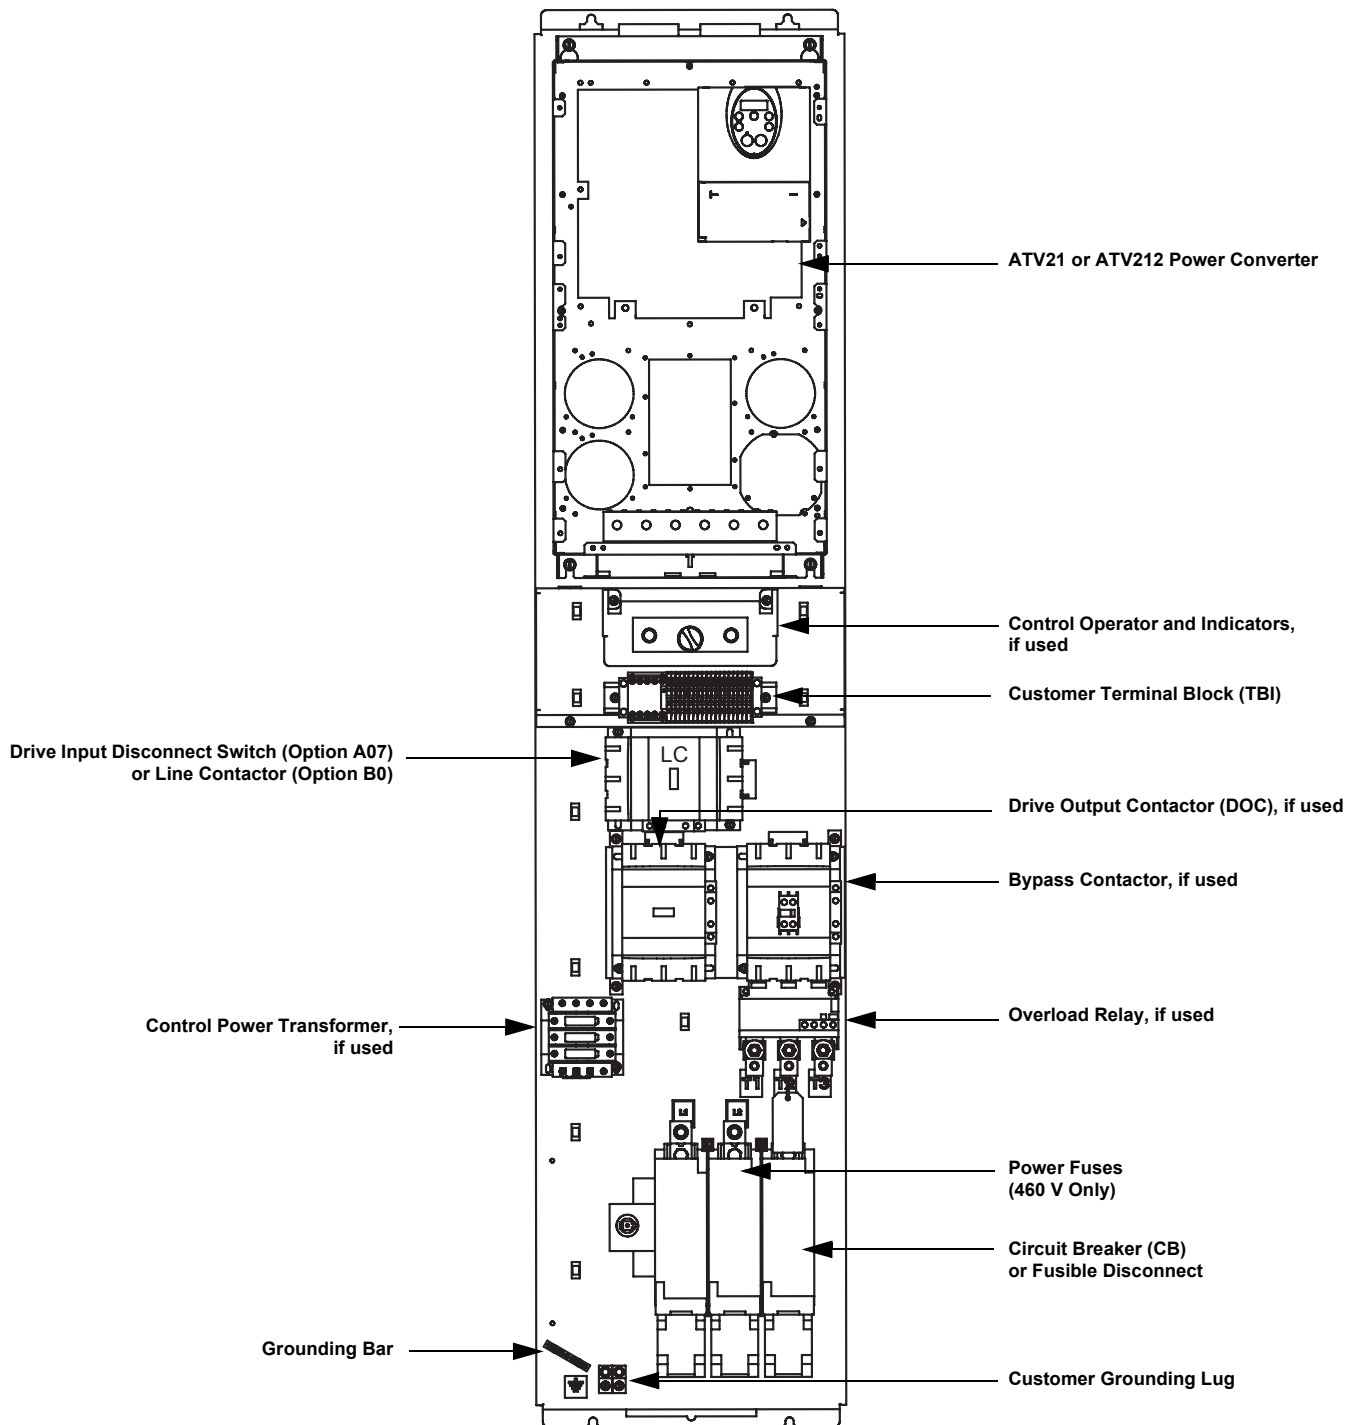 ATV21 or ATV212 Power Converter
Control Operator and Indicators,
if used
Customer Terminal Block (TBI)
Drive Input Disconnect Switch (Option A07)
or Line Contactor (Option B0)
LC
Drive Output Contactor (DOC), if used
Bypass Contactor, if used
Control Power Transformer,
if used
Overload Relay, if used
T1
T3
Power Fuses
(460 V Only)
Circuit Breaker (CB)
or Fusible Disconnect
Grounding Bar
Customer Grounding Lug